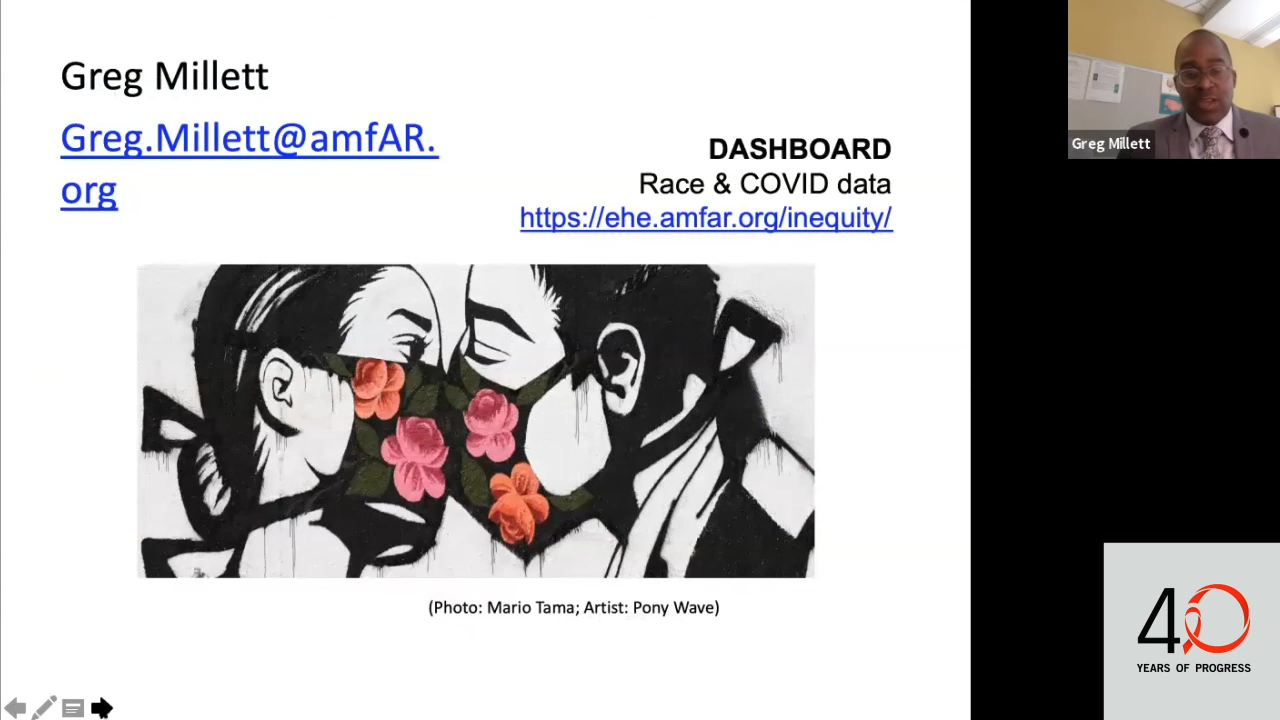 Greg Millett
Greg.Millett@amfAR.
org
DASHBOARD
Race & COVID data
https://ehe.amfar.org/inequity/
(Photo: Mario Tama; Artist: Pony Wave)
Greg Millett
40
YEARS OF PROGRESS